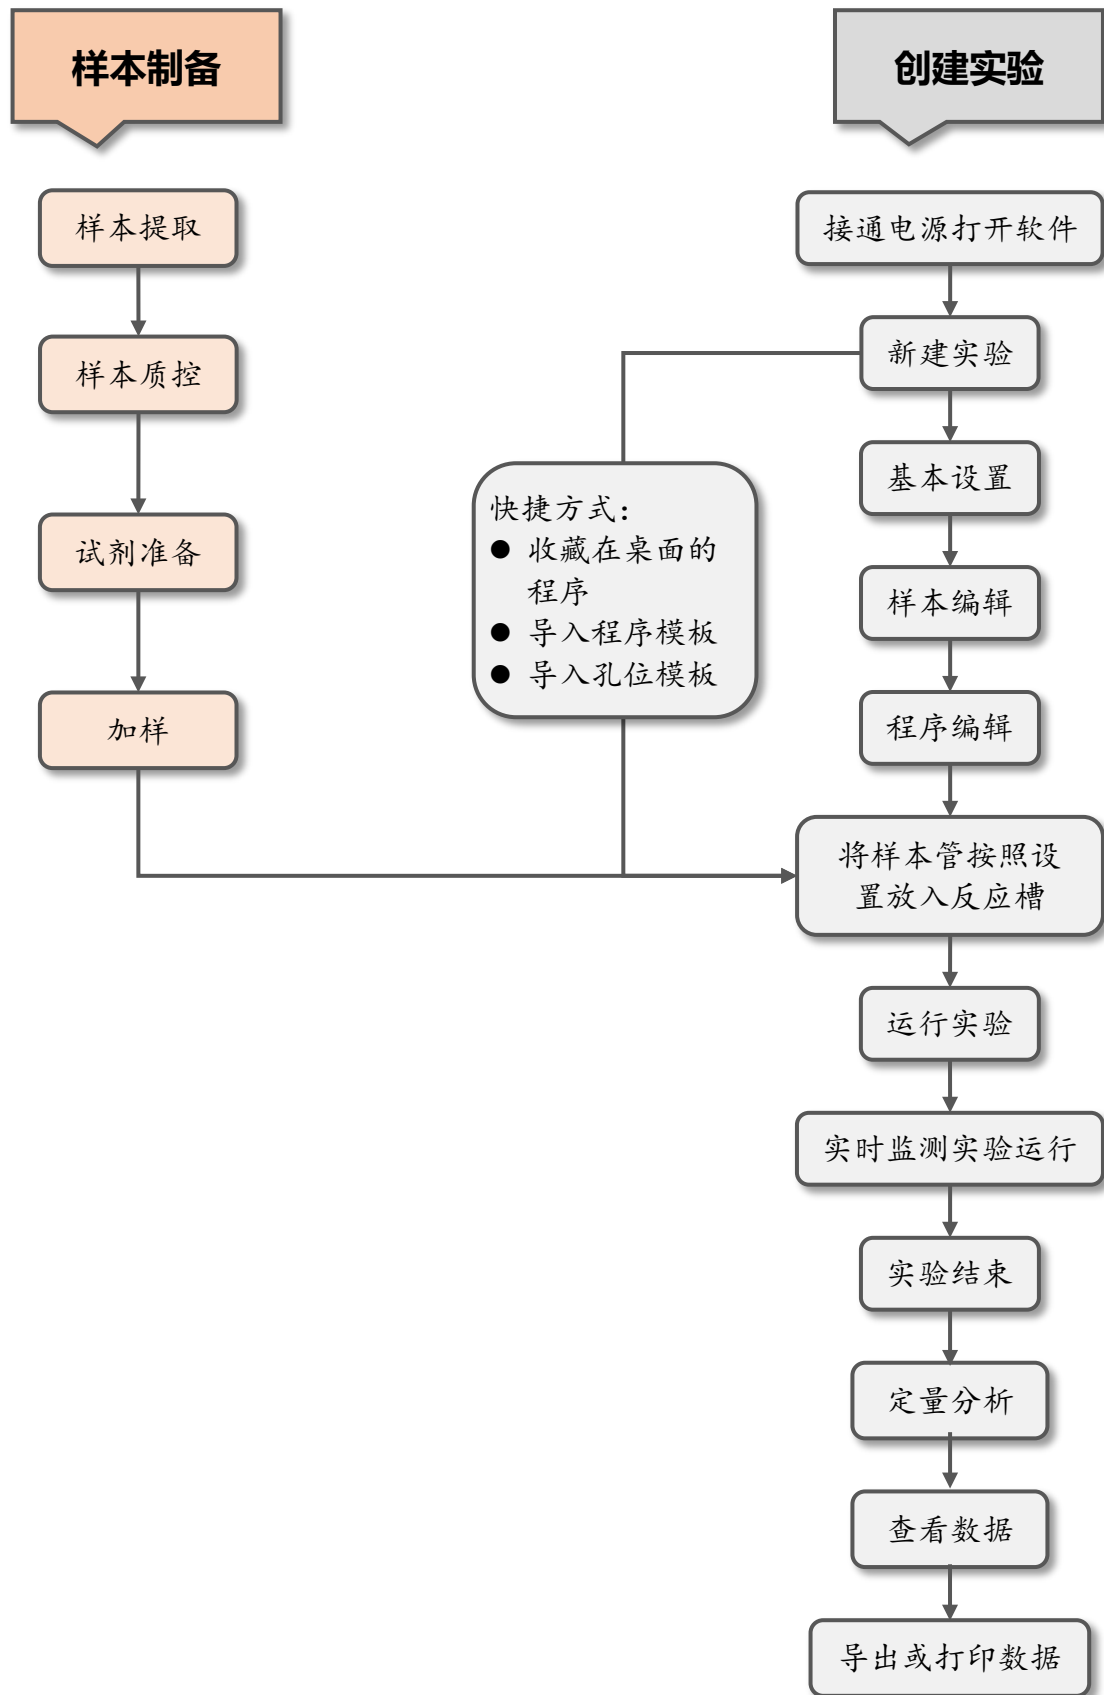 样本制备
创建实验
样本提取
样本质控
试剂准备
加样
接通电源打开软件
新建实验
快捷方式：
● 收藏在桌面的
程序
● 导入程序模板
● 导入孔位模板
基本设置
样本编辑
程序编辑
将样本管按照设
置放入反应槽
运行实验
实时监测实验运行
实验结束
定量分析
查看数据
导出或打印数据